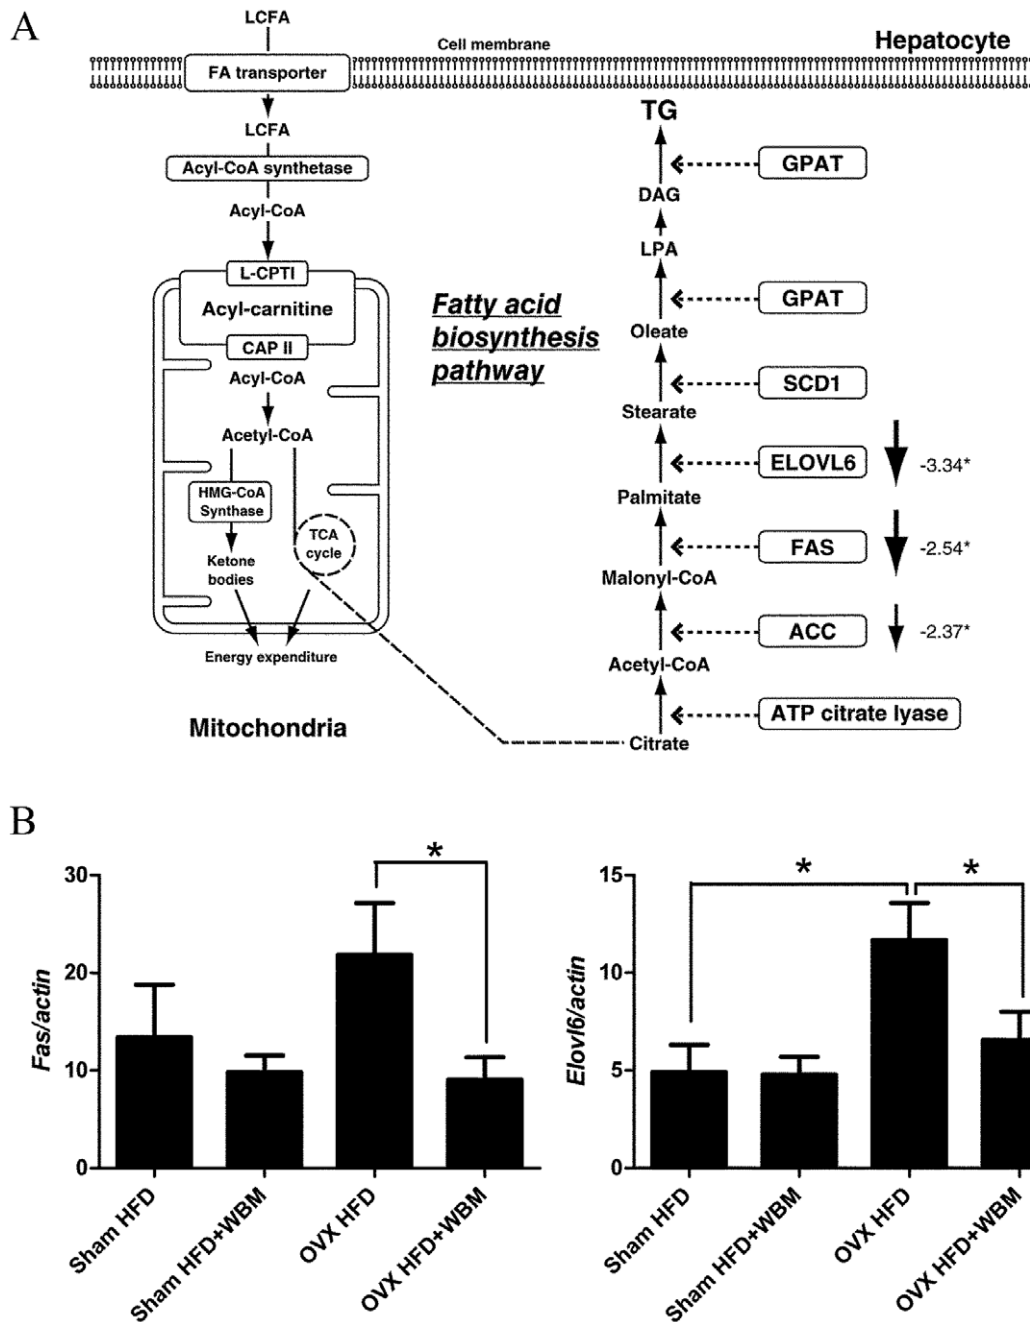 A
LCFA
Cell membrane
Hepatocyte
FA transporter
LCFA
Acyl-CoA synthetase
Acyl-CoA
L-CPTI
Acyl-carnitine
CAP II
Acyl-CoA
Acetyl-CoA
HMG-CoA
Synthase
TCA
cycle
Ketone
bodies
Energy expenditure
Mitochondria
Fatty acid
biosynthesis
pathway
TG
GPAT
DAG
LPA
GPAT
Oleate
SCD1
Stearate
ELOVL6
-3.34*
Palmitate
FAS
-2.54*
Malonyl-CoA
ACC
-2.37*
Acetyl-CoA
ATP citrate lyase
Citrate
B
Fas/actin
30
20
10
0
*
Sham HFD
Sham HFD+WBM
OVX HFD
OVX HFD+WBM
Elovl6/actin
15
10
5
0
*
*
Sham HFD
Sham HFD+WBM
OVX HFD
OVX HFD+WBM